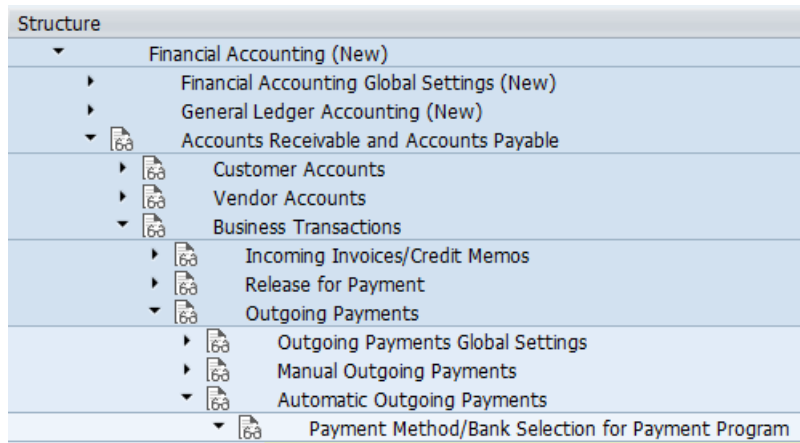 Structure
Financial Accounting (New)
Financial Accounting Global Settings (New)
General Ledger Accounting (New)
Accounts Receivable and Accounts Payable
Customer Accounts
Vendor Accounts
Business Transactions
Incoming Invoices/Credit Memos
Release for Payment
Outgoing Payments
Outgoing Payments Global Settings
Manual Outgoing Payments
Automatic Outgoing Payments
Payment Method/Bank Selection for Payment Program